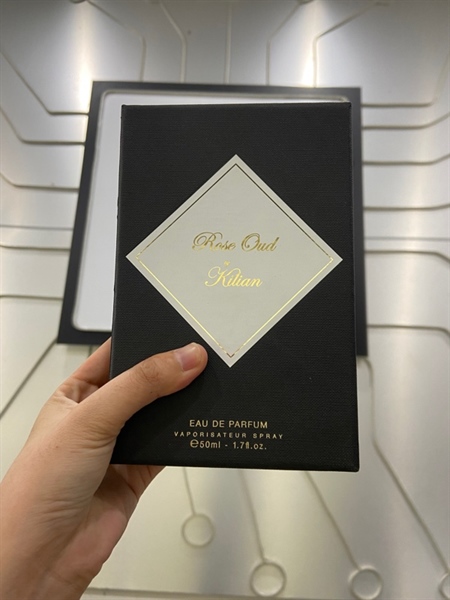 Rose Oud
by
Kilian
EAU DE PARFUM
VAPORISATEUR SPRAY
℮50ml - 1.7fl.oz.